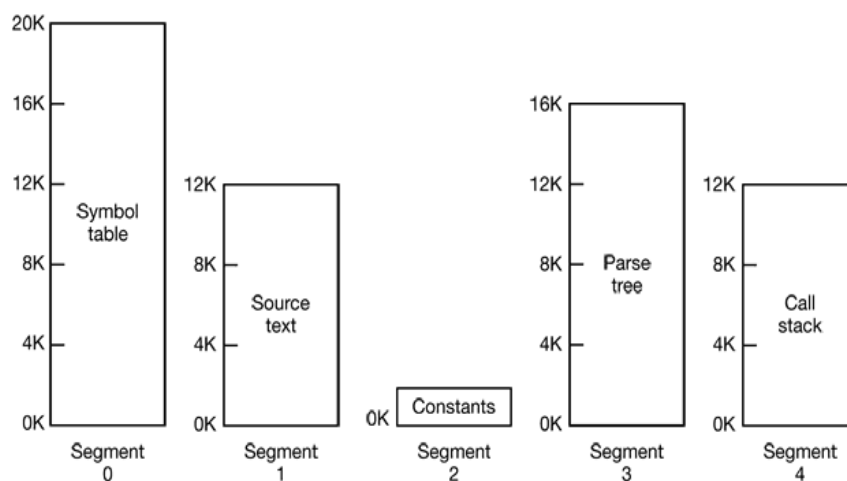 20K
16K
12K
8K
4K
0K
Symbol
table
Segment
0
12K
8K
4K
0K
Source
text
Segment
1
0K
Constants
Segment
2
16K
12K
8K
4K
0K
Parse
tree
Segment
3
12K
8K
4K
0K
Call
stack
Segment
4